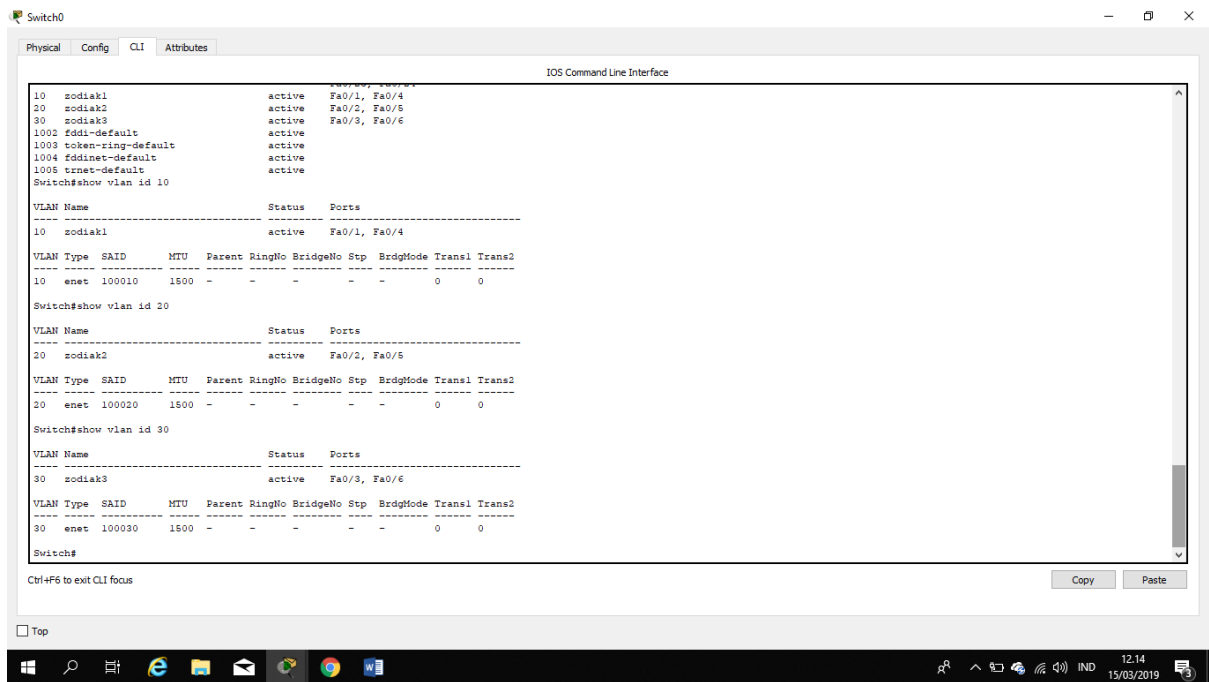 Switch0
Physical Config CLI Attributes
IOS Command Line Interface
10   zodiak1                          active    Fa0/1, Fa0/4
20   zodiak2                          active    Fa0/2, Fa0/5
30   zodiak3                          active    Fa0/3, Fa0/6
1002 fddi-default                     active
1003 token-ring-default               active
1004 fddinet-default                  active
1005 trnet-default                    active
Switch#show vlan id 10
VLAN Name                             Status    Ports
---- -------------------------------- --------- -------------------------------
10   zodiak1                          active    Fa0/1, Fa0/4
VLAN Type  SAID       MTU   Parent RingNo BridgeNo Stp  BrdgMode Trans1 Trans2
---- ----- ---------- ----- ------ ------ -------- ---- -------- ------ ------
10   enet  100010     1500  -      -      -        -    -        0      0
Switch#show vlan id 20
VLAN Name                             Status    Ports
---- -------------------------------- --------- -------------------------------
20   zodiak2                          active    Fa0/2, Fa0/5
VLAN Type  SAID       MTU   Parent RingNo BridgeNo Stp  BrdgMode Trans1 Trans2
---- ----- ---------- ----- ------ ------ -------- ---- -------- ------ ------
20   enet  100020     1500  -      -      -        -    -        0      0
Switch#show vlan id 30
VLAN Name                             Status    Ports
---- -------------------------------- --------- -------------------------------
30   zodiak3                          active    Fa0/3, Fa0/6
VLAN Type  SAID       MTU   Parent RingNo BridgeNo Stp  BrdgMode Trans1 Trans2
---- ----- ---------- ----- ------ ------ -------- ---- -------- ------ ------
30   enet  100030     1500  -      -      -        -    -        0      0
Switch#
Ctrl+F6 to exit CLI focus
Copy Paste
Top
IND
12.14
15/03/2019
3